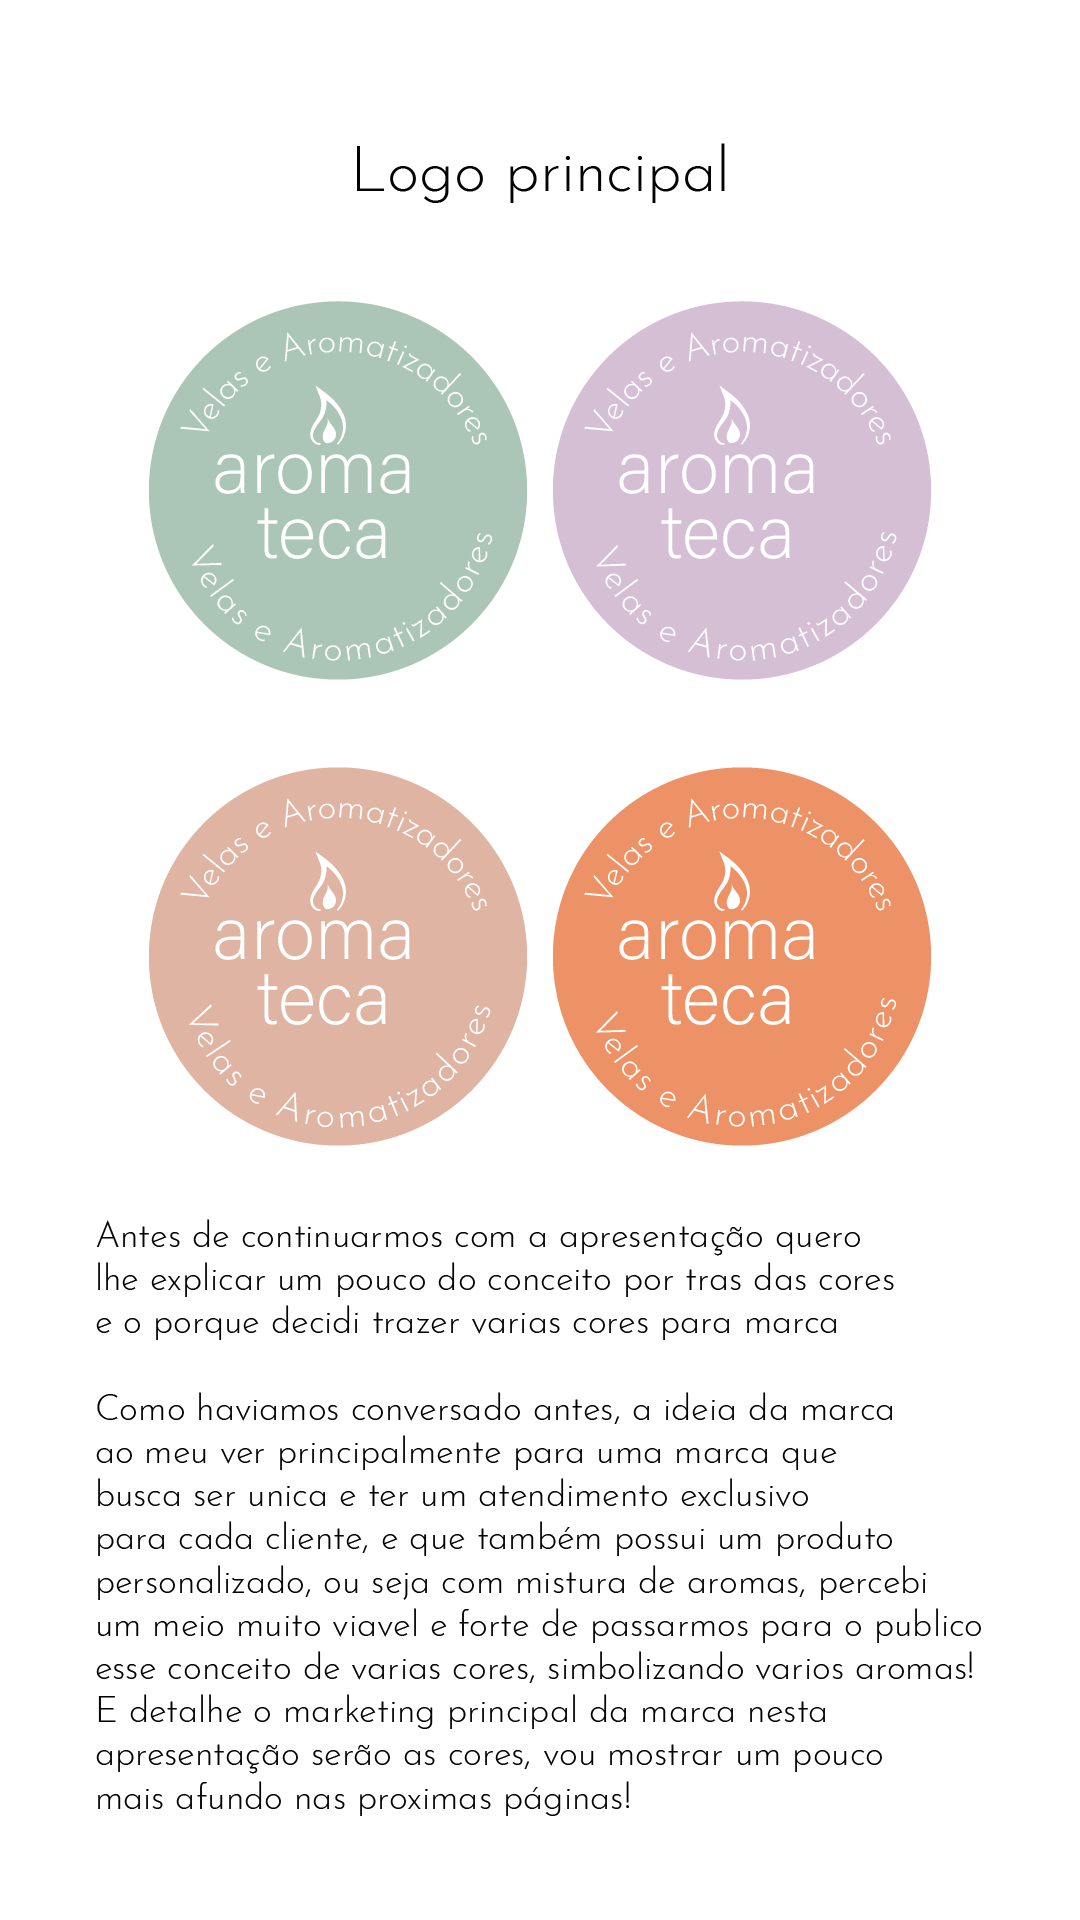 Logo principal
Velas e Aromatizadores
aroma
teca
Velas e Aromatizadores
Velas e Aromatizadores
aroma
teca
Velas e Aromatizadores
Velas e Aromatizadores
aroma
teca
Velas e Aromatizadores
Velas e Aromatizadores
aroma
teca
Velas e Aromatizadores
Antes de continuarmos com a apresentação quero
lhe explicar um pouco do conceito por tras das cores
e o porque decidi trazer varias cores para marca
Como haviamos conversado antes, a ideia da marca
ao meu ver principalmente para uma marca que
busca ser unica e ter um atendimento exclusivo
para cada cliente, e que também possui um produto
personalizado, ou seja com mistura de aromas, percebi
um meio muito viavel e forte de passarmos para o publico
esse conceito de varias cores, simbolizando varios aromas!
E detalhe o marketing principal da marca nesta
apresentação serão as cores, vou mostrar um pouco
mais afundo nas proximas páginas!